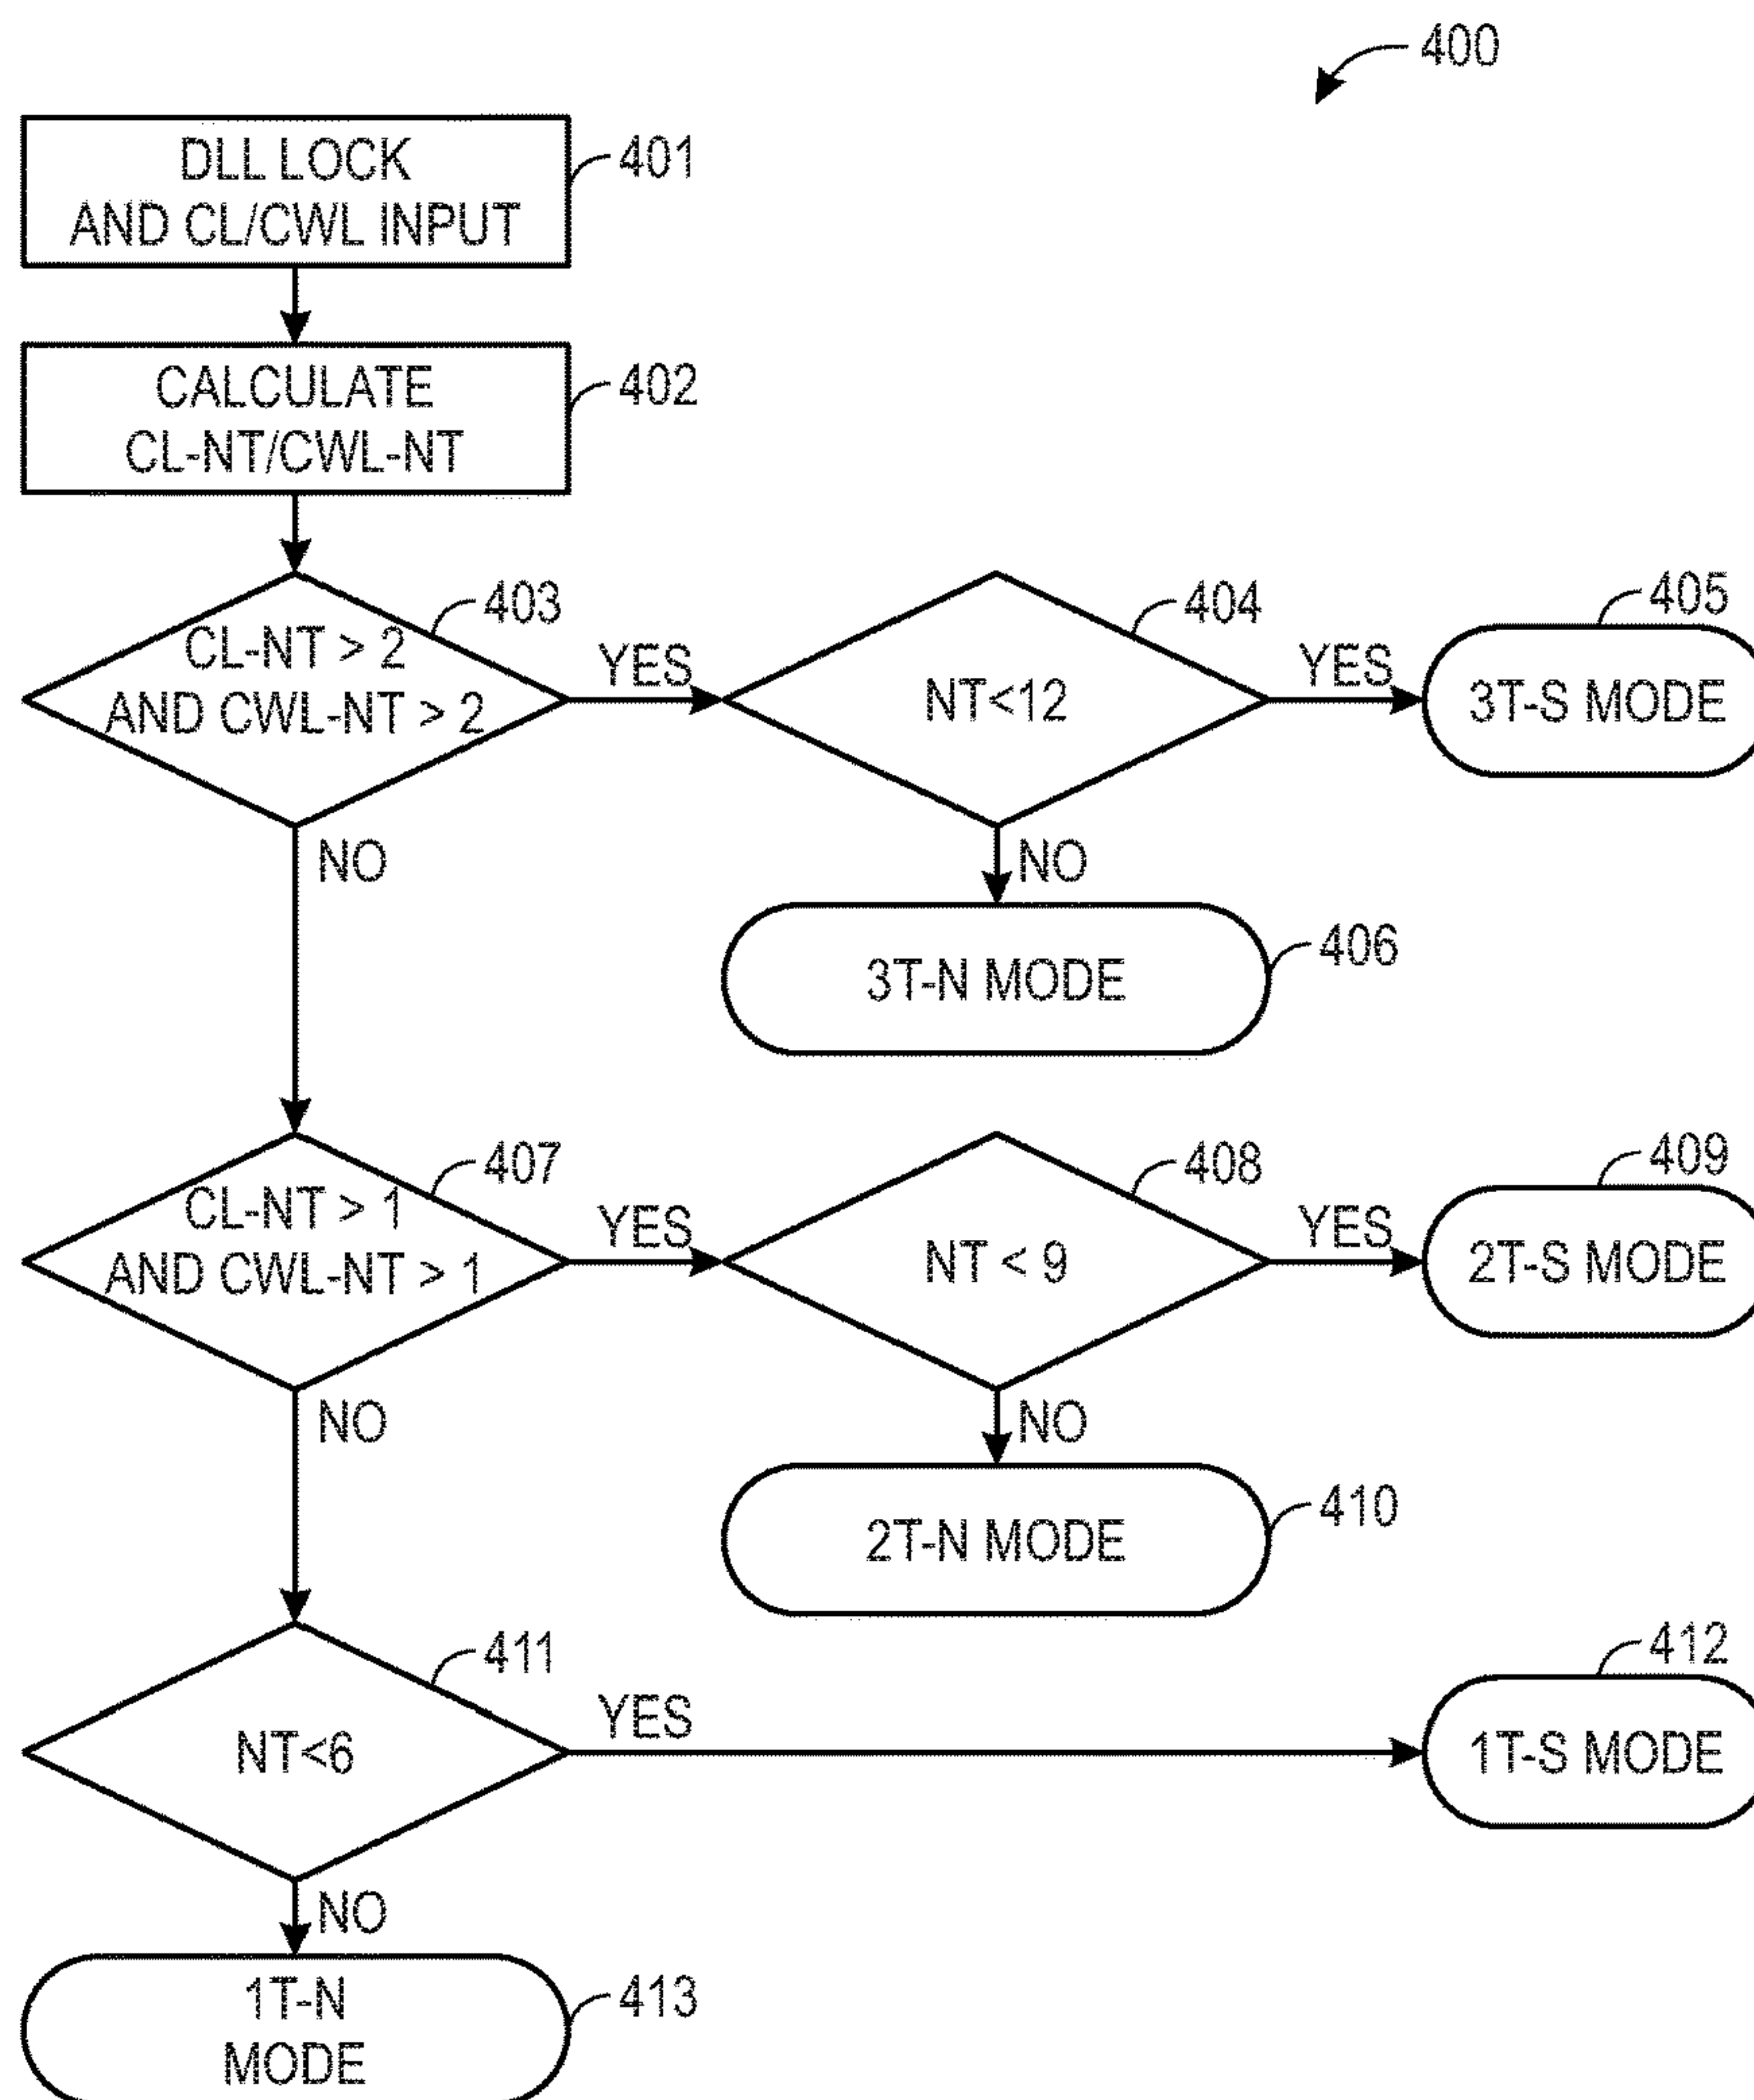 400
DLL LOCK
AND CL/CWL INPUT
401
CALCULATE
CL-NT/CWL-NT
402
CL-NT > 2
AND CWL-NT > 2
403
YES
NO
NT<12
404
YES
NO
3T-S MODE
405
3T-N MODE
406
CL-NT > 1
AND CWL-NT > 1
407
YES
NO
NT < 9
408
YES
NO
2T-S MODE
409
2T-N MODE
410
NT<6
411
YES
NO
1T-S MODE
412
1T-N
MODE
413